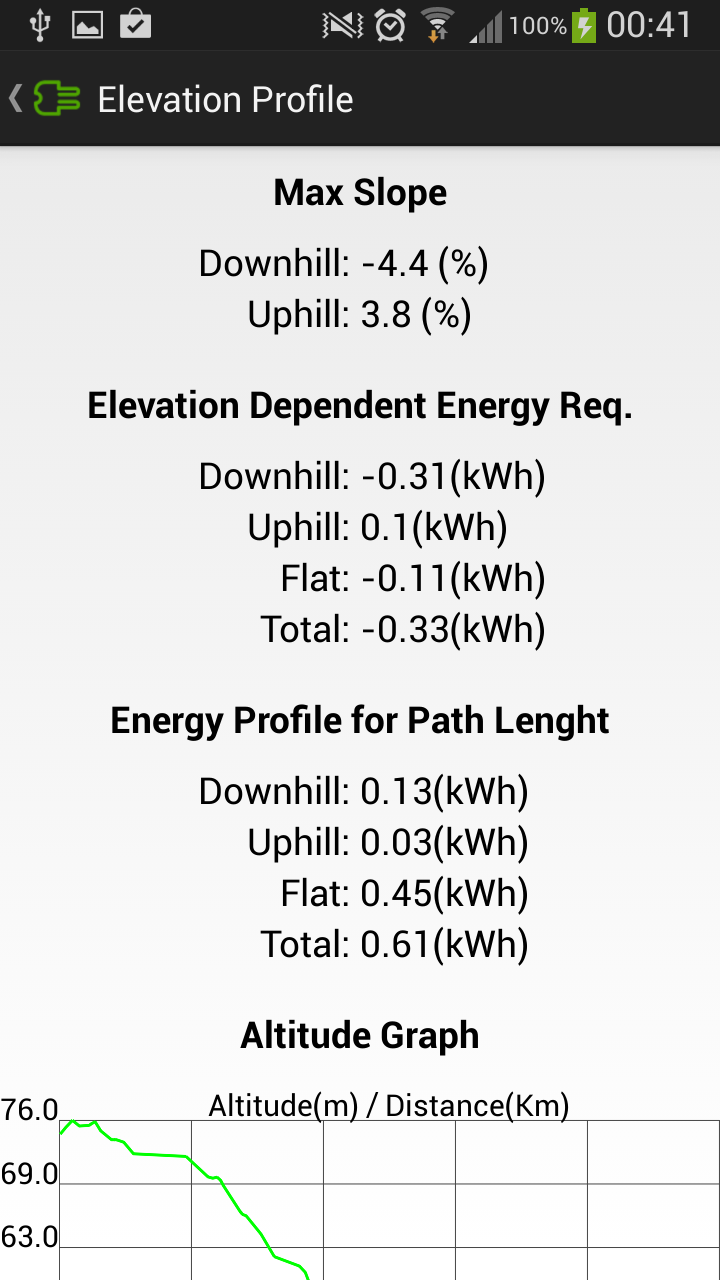 100% 00:41
Elevation Profile
Max Slope
Downhill: -4.4 (%)
Uphill: 3.8 (%)
Elevation Dependent Energy Req.
Downhill: -0.31(kWh)
Uphill: 0.1(kWh)
Flat: -0.11(kWh)
Total: -0.33(kWh)
Energy Profile for Path Lenght
Downhill: 0.13(kWh)
Uphill: 0.03(kWh)
Flat: 0.45(kWh)
Total: 0.61(kWh)
Altitude Graph
Altitude(m) / Distance(Km)
76.0
69.0
63.0